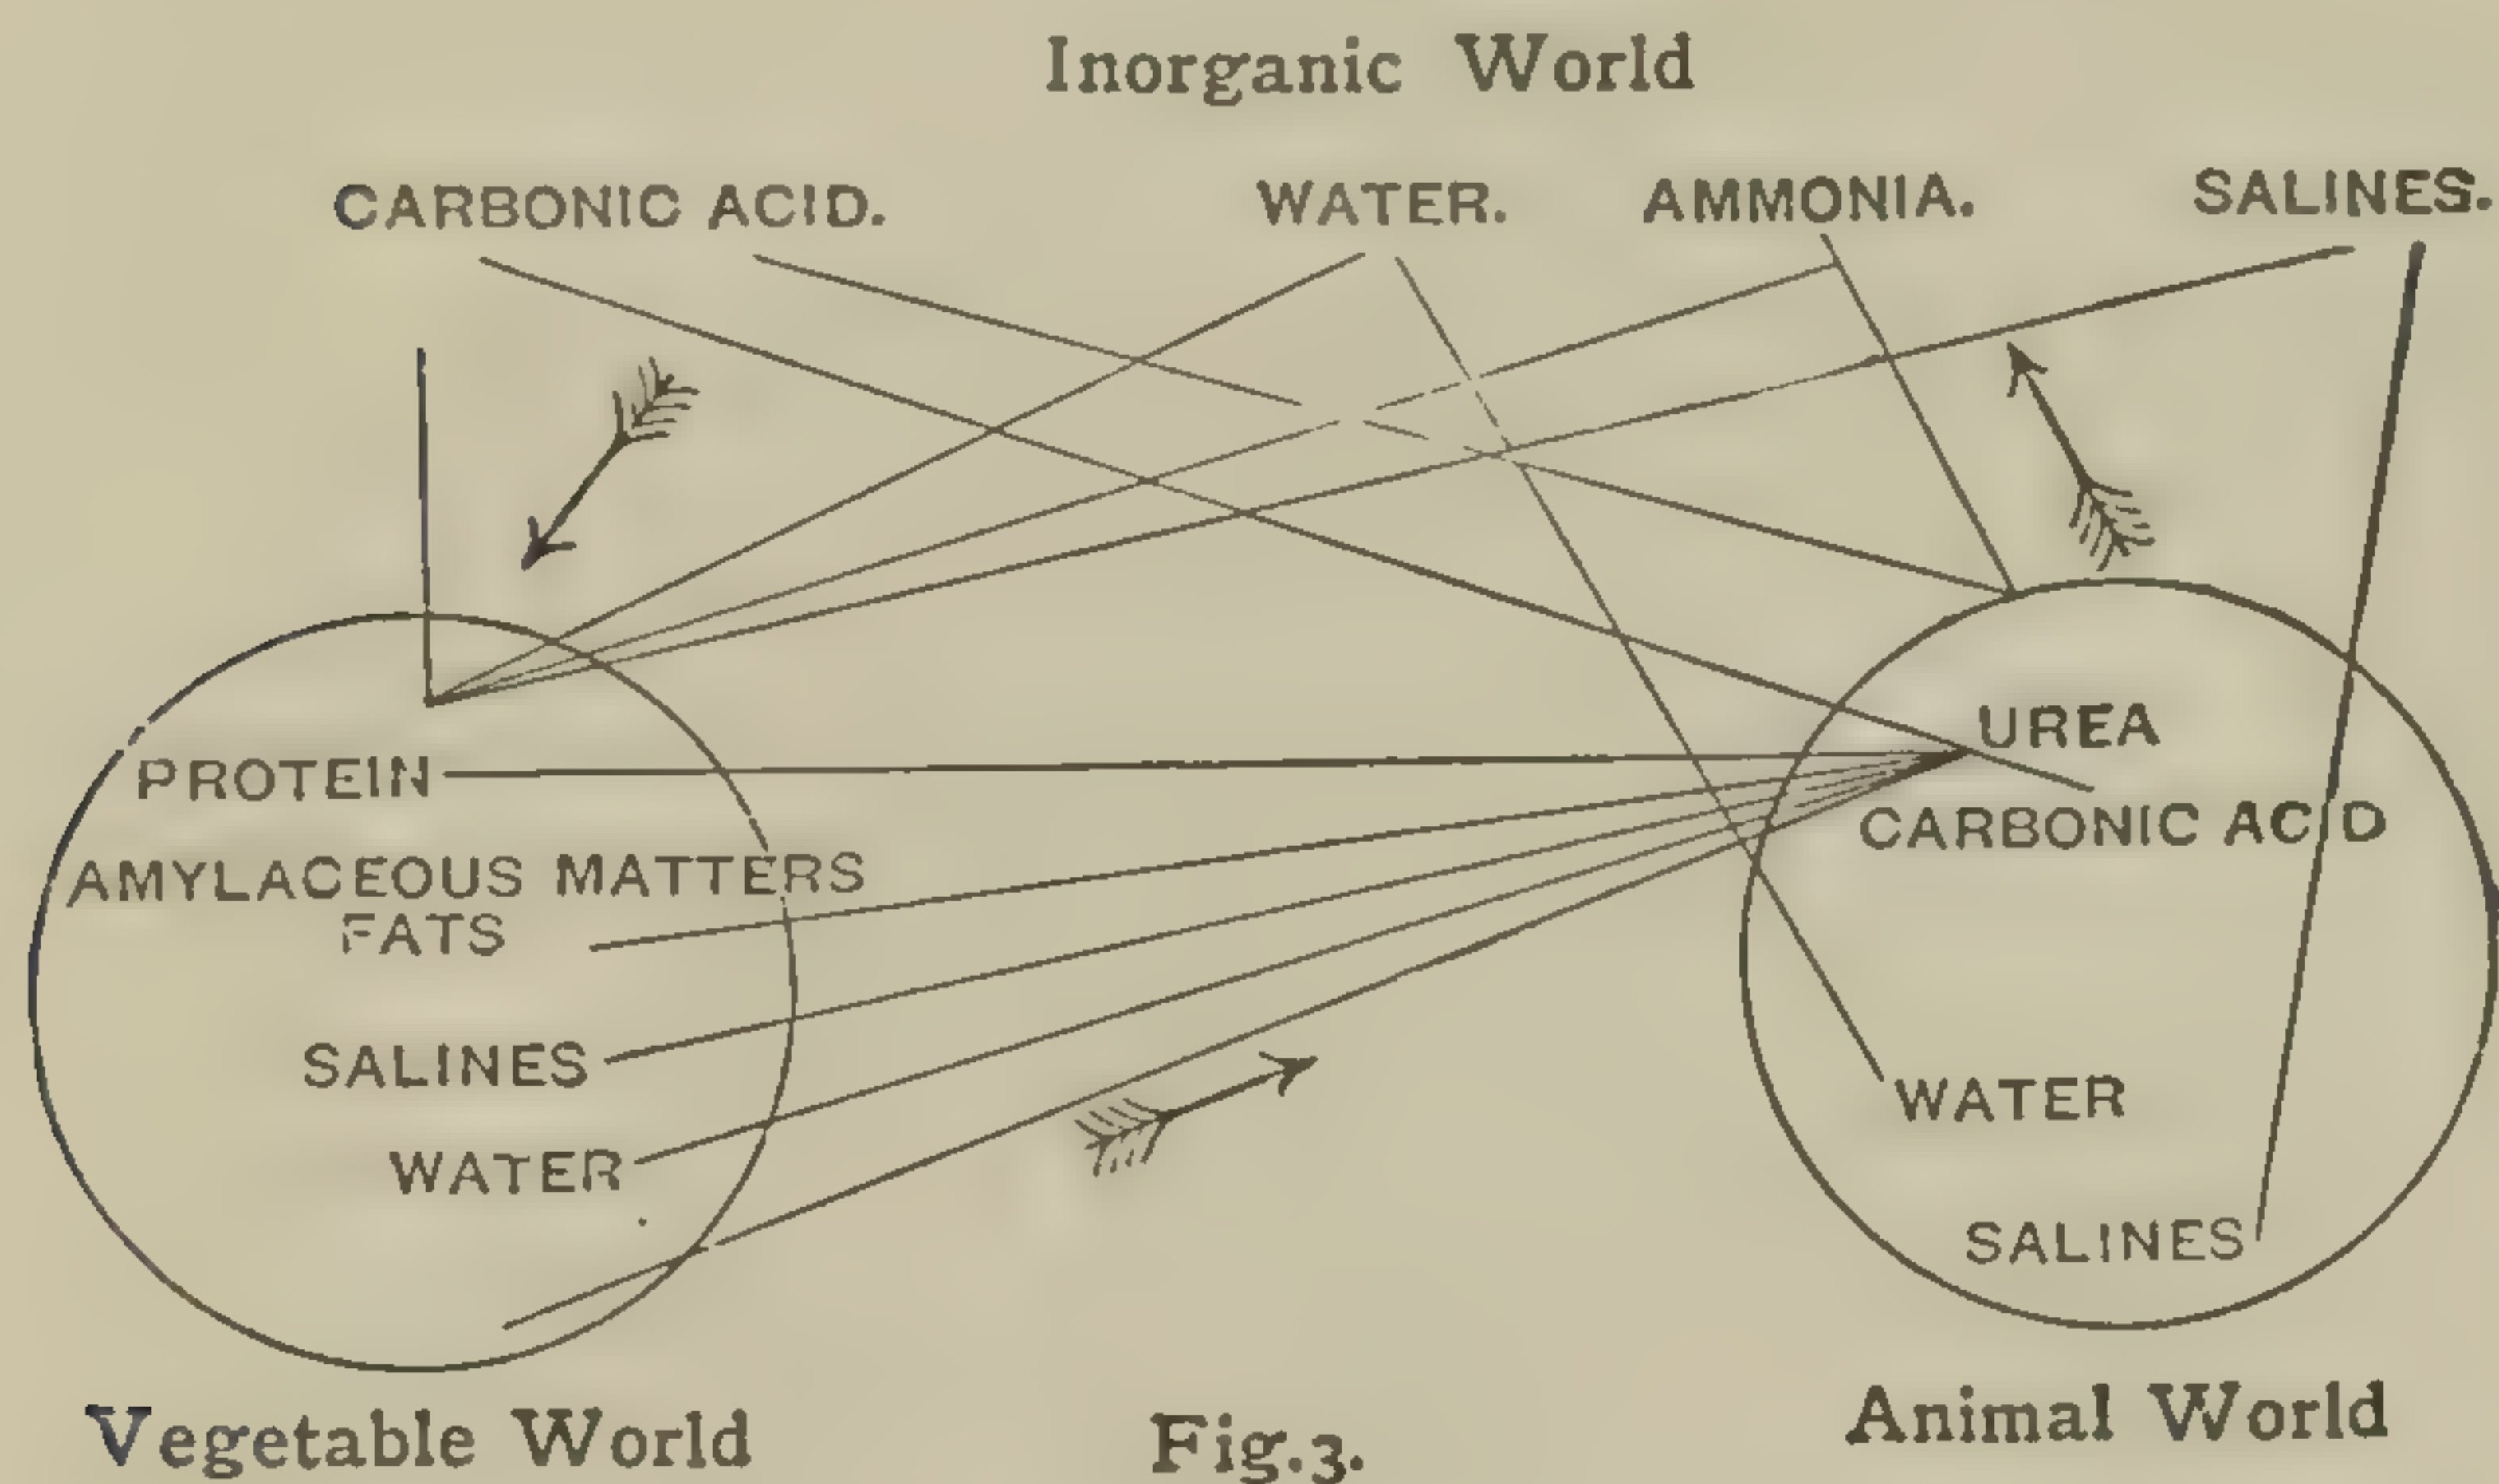 Inorganic World
CARBONIC ACID.
WATER.
AMMONIA.
SALINES.
PROTEIN
AMYLACEOUS MATTERS
FATS
SALINES
WATER
UREA
CARBONIC ACID
WATER
SALINES
Vegetable World
Fig.3.
Animal World